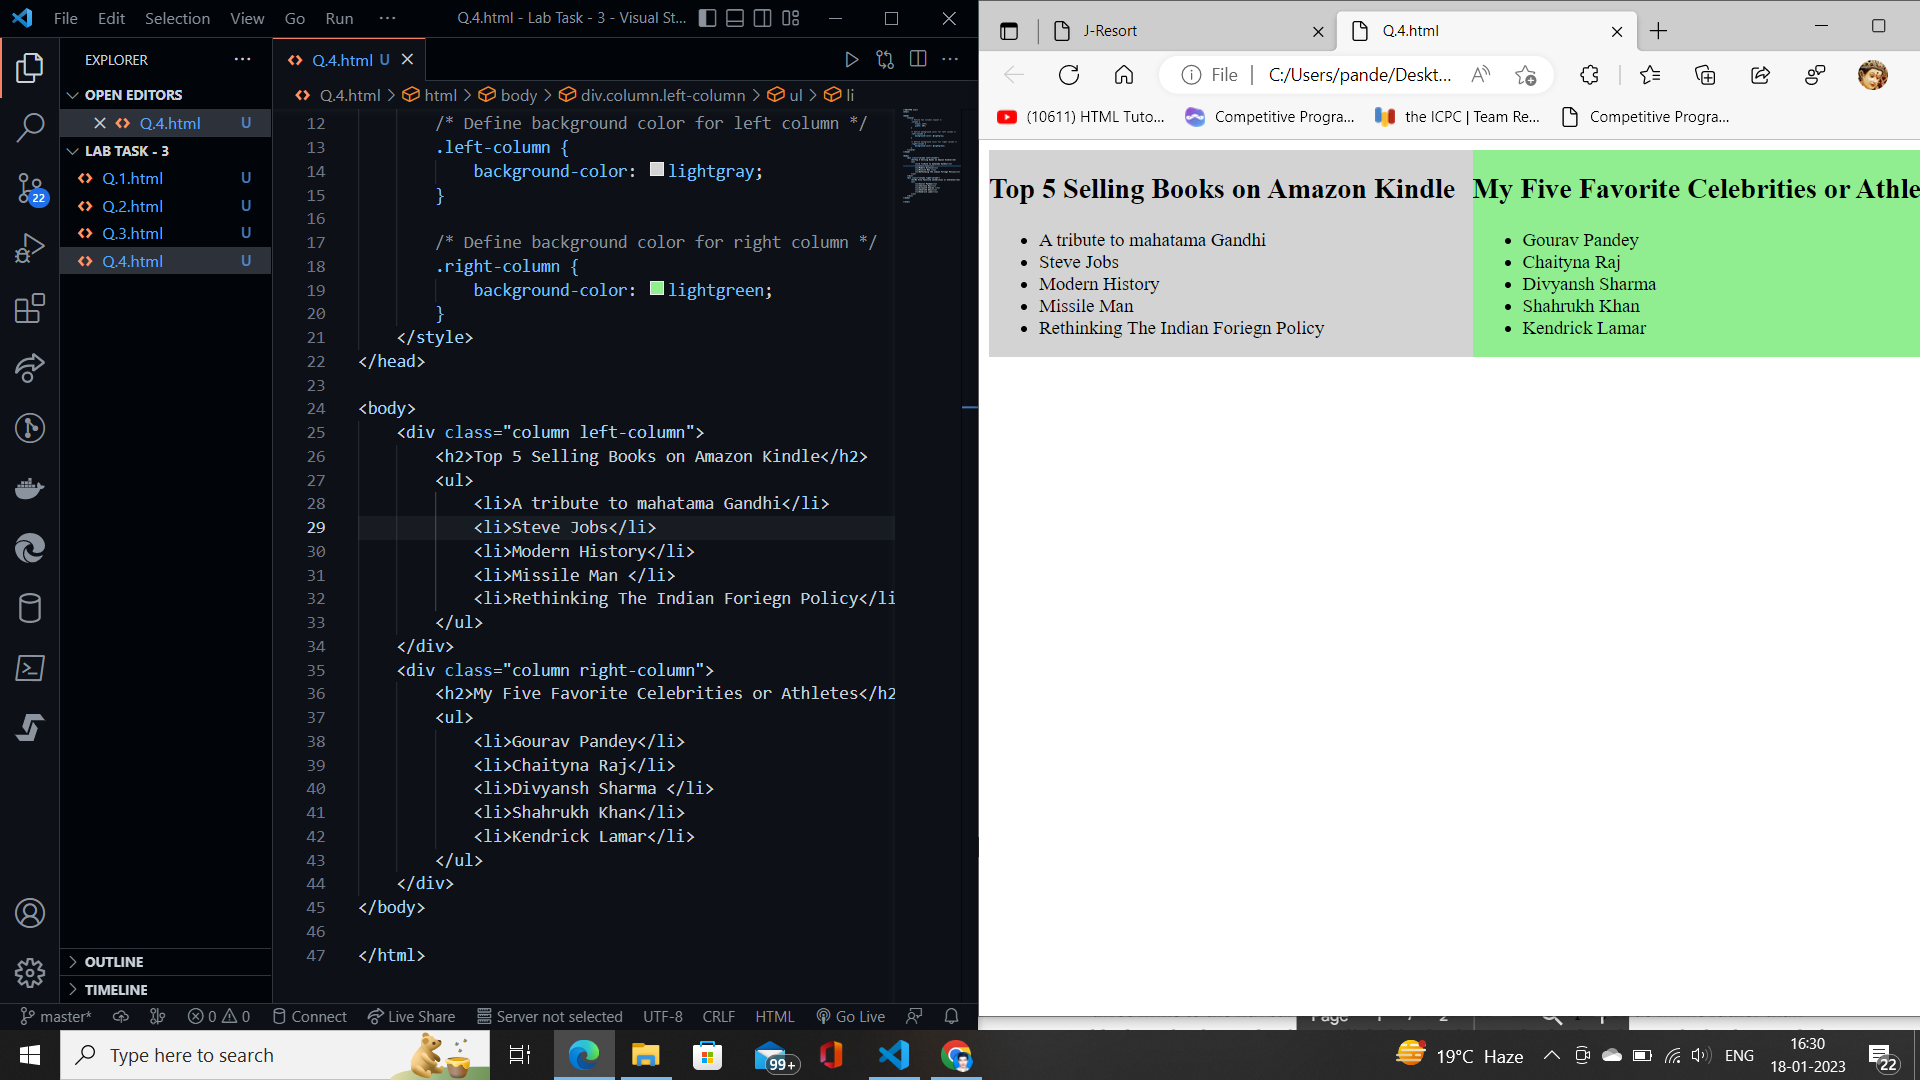 File Edit Selection View Go Run ··· Q.4.html - Lab Task - 3 - Visual St...
EXPLORER ···
OPEN EDITORS
Q.4.html U
LAB TASK - 3
Q.1.html U
Q.2.html U
Q.3.html U
Q.4.html U
OUTLINE
TIMELINE
Q.4.html U
Q.4.html > html > body > div.column.left-column > ul > li
12 /* Define background color for left column */
13 .left-column {
14 background-color: lightgray;
15 }
16
17 /* Define background color for right column */
18 .right-column {
19 background-color: lightgreen;
20 }
21 </style>
22 </head>
23
24 <body>
25 <div class="column left-column">
26 <h2>Top 5 Selling Books on Amazon Kindle</h2>
27 <ul>
28 <li>A tribute to mahatama Gandhi</li>
29 <li>Steve Jobs</li>
30 <li>Modern History</li>
31 <li>Missile Man </li>
32 <li>Rethinking The Indian Foriegn Policy</li
33 </ul>
34 </div>
35 <div class="column right-column">
36 <h2>My Five Favorite Celebrities or Athletes</h2
37 <ul>
38 <li>Gourav Pandey</li>
39 <li>Chaityna Raj</li>
40 <li>Divyansh Sharma </li>
41 <li>Shahrukh Khan</li>
42 <li>Kendrick Lamar</li>
43 </ul>
44 </div>
45 </body>
46
47 </html>
22
master* 0 0 Connect Live Share Server not selected UTF-8 CRLF HTML Go Live
J-Resort Q.4.html
File C:/Users/pande/Deskt...
(10611) HTML Tuto... Competitive Progra... the ICPC | Team Re... Competitive Progra...
Top 5 Selling Books on Amazon Kindle
A tribute to mahatama Gandhi
Steve Jobs
Modern History
Missile Man
Rethinking The Indian Foriegn Policy
My Five Favorite Celebrities or Athle
Gourav Pandey
Chaityna Raj
Divyansh Sharma
Shahrukh Khan
Kendrick Lamar
Type here to search
99+
19°C Haze
ENG
16:30
18-01-2023
22